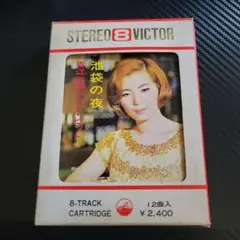 STEREO 8 VICTOR
池袋の夜
8-TRACK
CARTRIDGE
12曲入
¥2,400